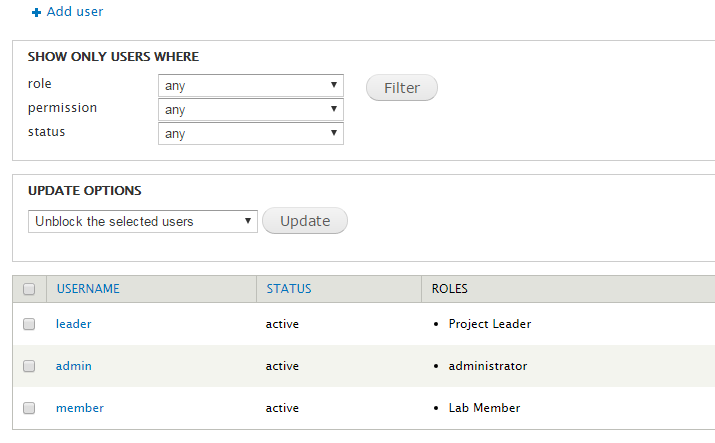 Add user
SHOW ONLY USERS WHERE
role any Filter
permission any
status any
UPDATE OPTIONS
Unblock the selected users Update
USERNAME STATUS ROLES
leader active • Project Leader
admin active • administrator
member active • Lab Member